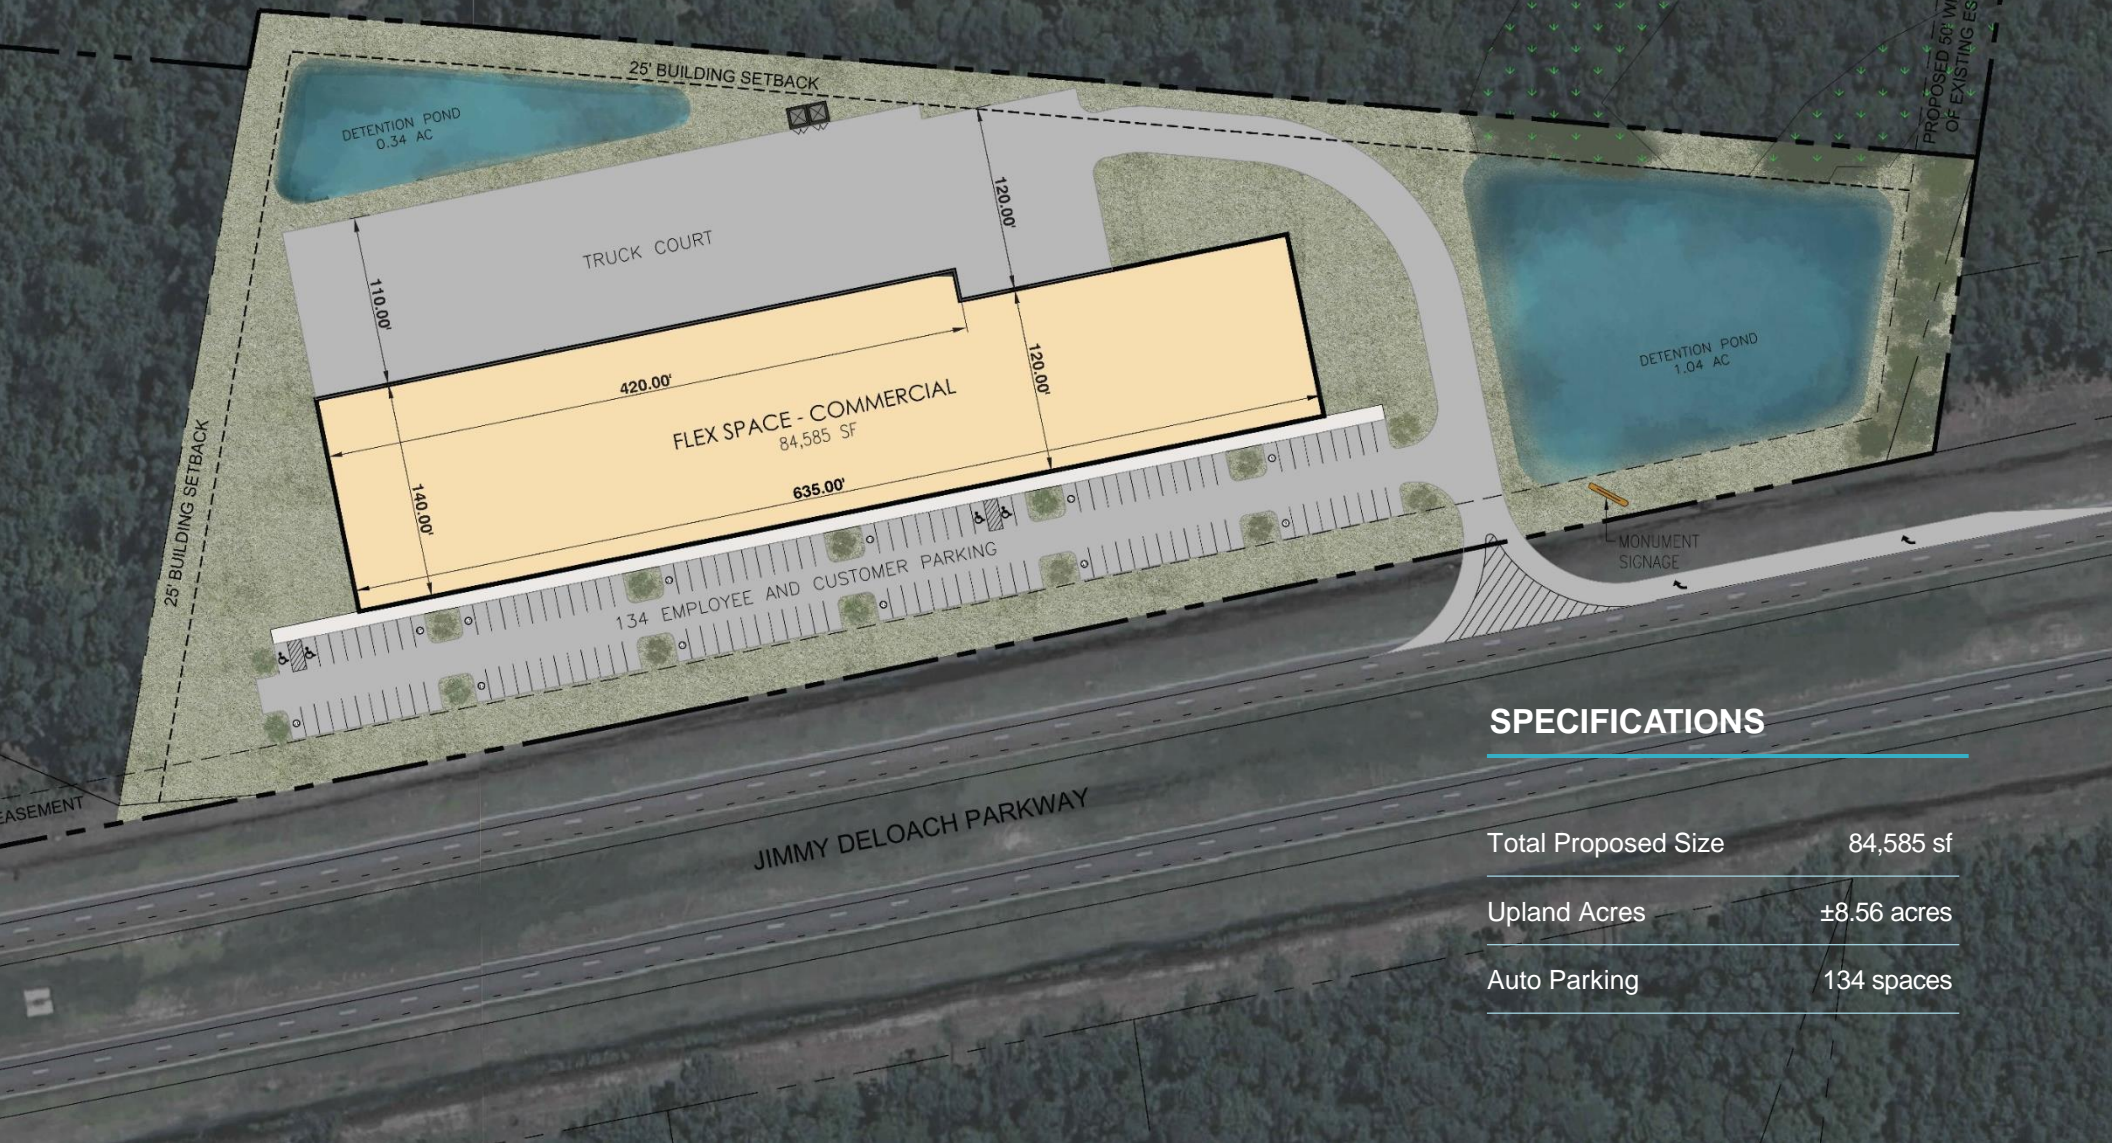 PROPOSED 50' WI
OF EXISTING ES
25' BUILDING SETBACK
DETENTION POND
0.34 AC
120.00'
TRUCK COURT
110.00'
DETENTION POND
1.04 AC
120.00'
420.00'
FLEX SPACE - COMMERCIAL
84,585 SF
635.00'
140.00'
25' BUILDING SETBACK
134 EMPLOYEE AND CUSTOMER PARKING
MONUMENT
SIGNAGE
EASEMENT
JIMMY DELOACH PARKWAY
SPECIFICATIONS
Total Proposed Size 84,585 sf
Upland Acres ±8.56 acres
Auto Parking 134 spaces